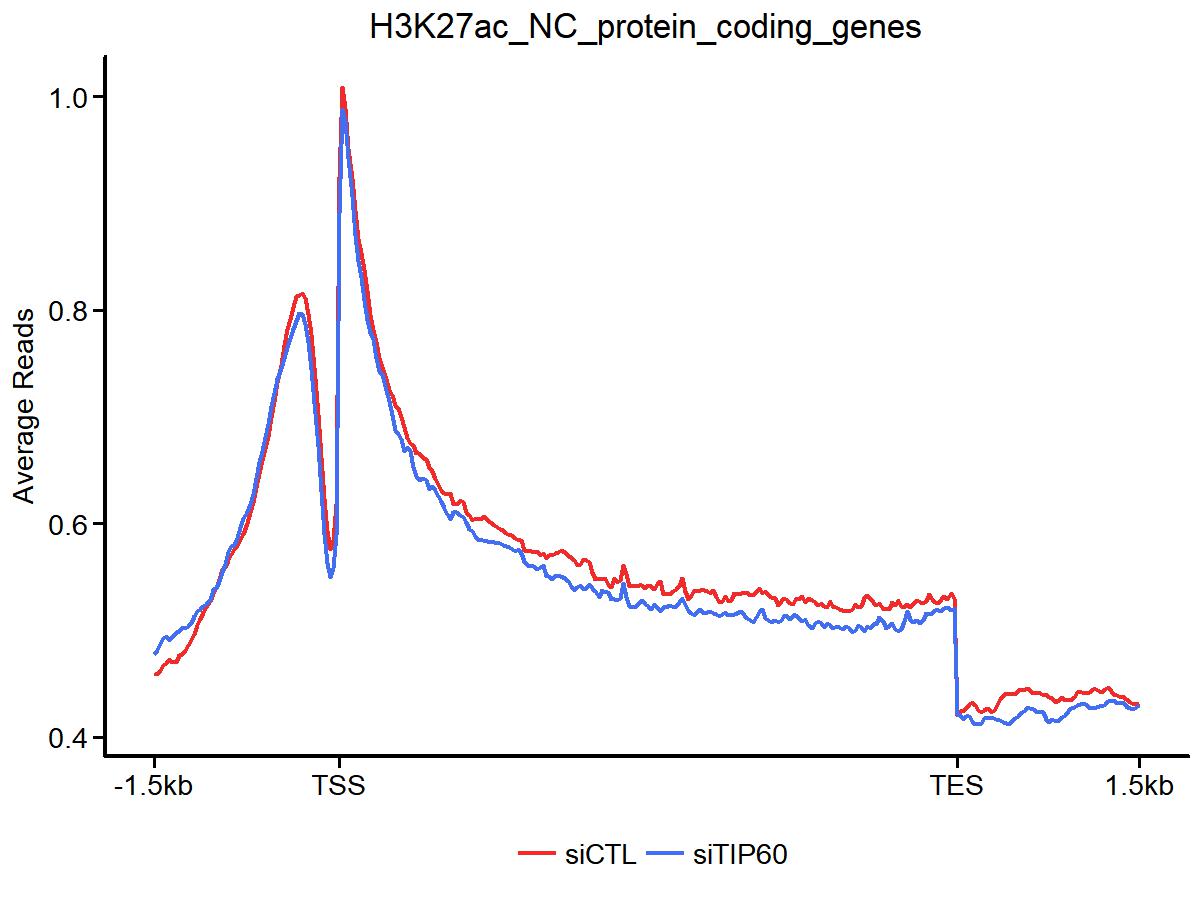 H3K27ac_NC_protein_coding_genes
Average Reads
1.0
0.8
0.6
0.4
-1.5kb TSS TES 1.5kb
siCTL siTIP60